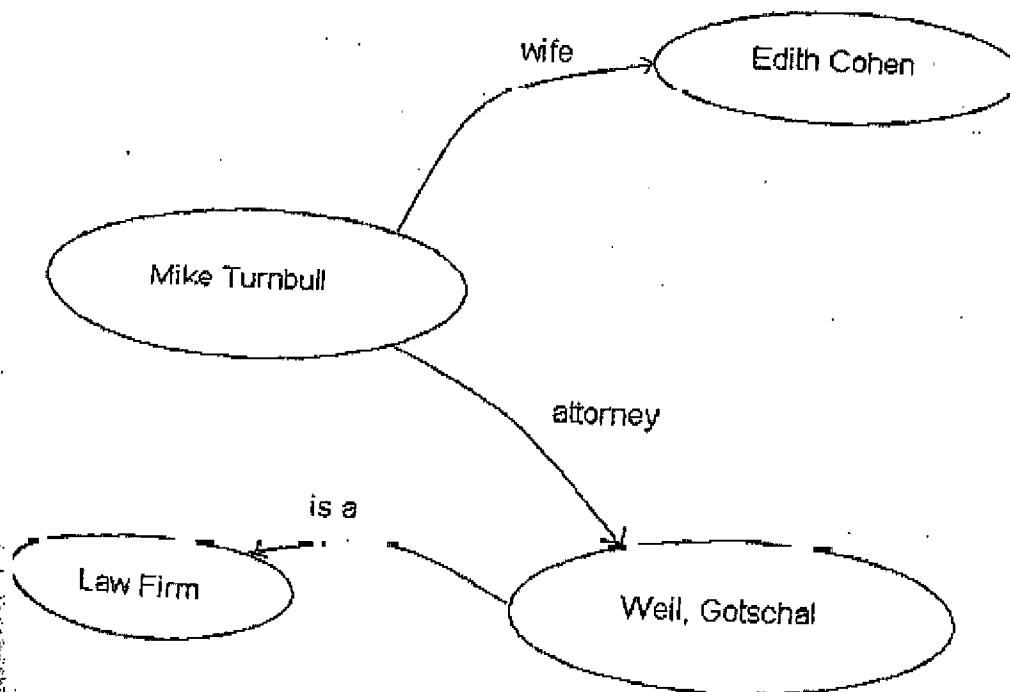 wife
Edith Cohen
Mike Turnbull
attorney
is a
Law Firm
Weil, Gotschal